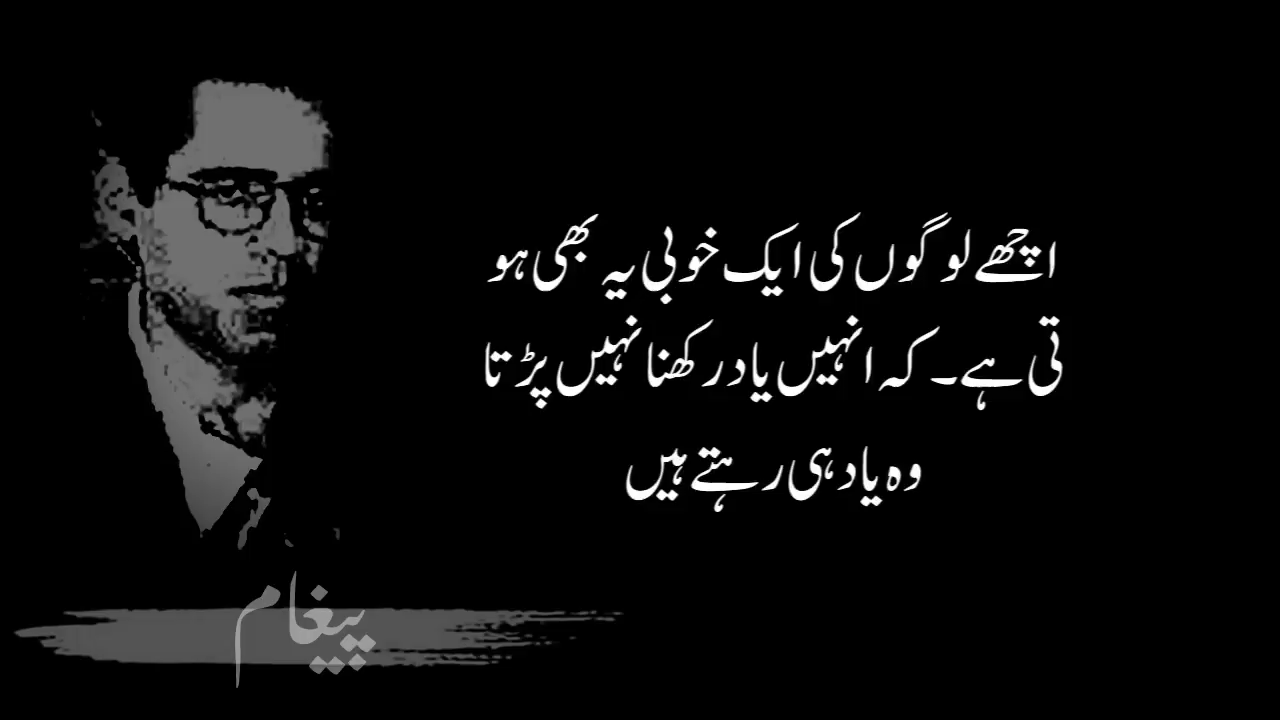 اچھے لوگوں کی ایک خوبی یہ بھی ہو
تی ہے۔ کہ انہیں یاد رکھنا نہیں پڑتا
وہ یاد ہی رہتے ہیں
پیغام